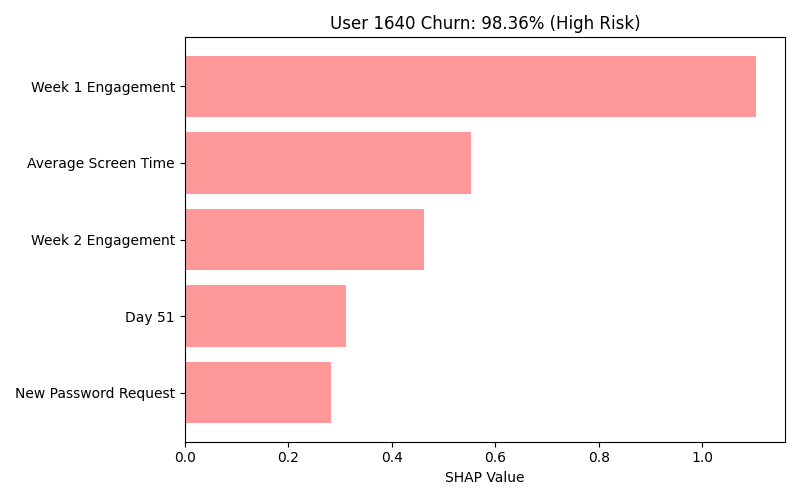 User 1640 Churn: 98.36% (High Risk)
Week 1 Engagement
Average Screen Time
Week 2 Engagement
Day 51
New Password Request
0.0 0.2 0.4 0.6 0.8 1.0
SHAP Value